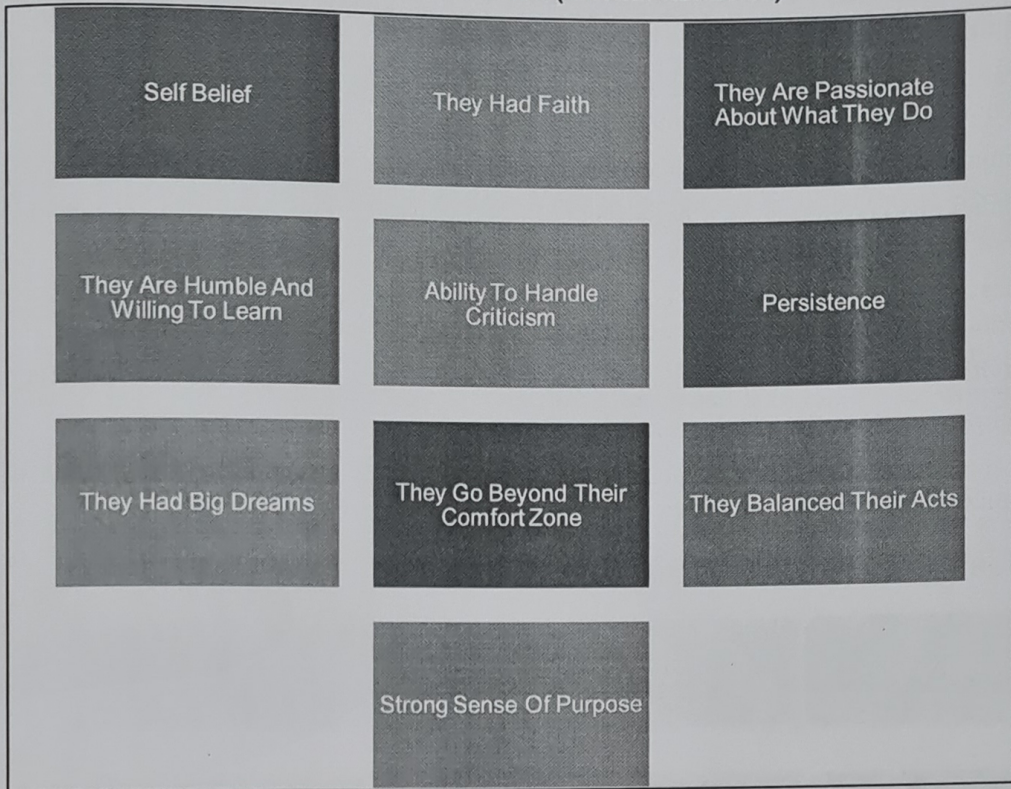 Self Belief
They Had Faith
They Are Passionate
About What They Do
They Are Humble And
Willing To Learn
Ability To Handle
Criticism
Persistence
They Had Big Dreams
They Go Beyond Their
Comfort Zone
They Balanced Their Acts
Strong Sense Of Purpose